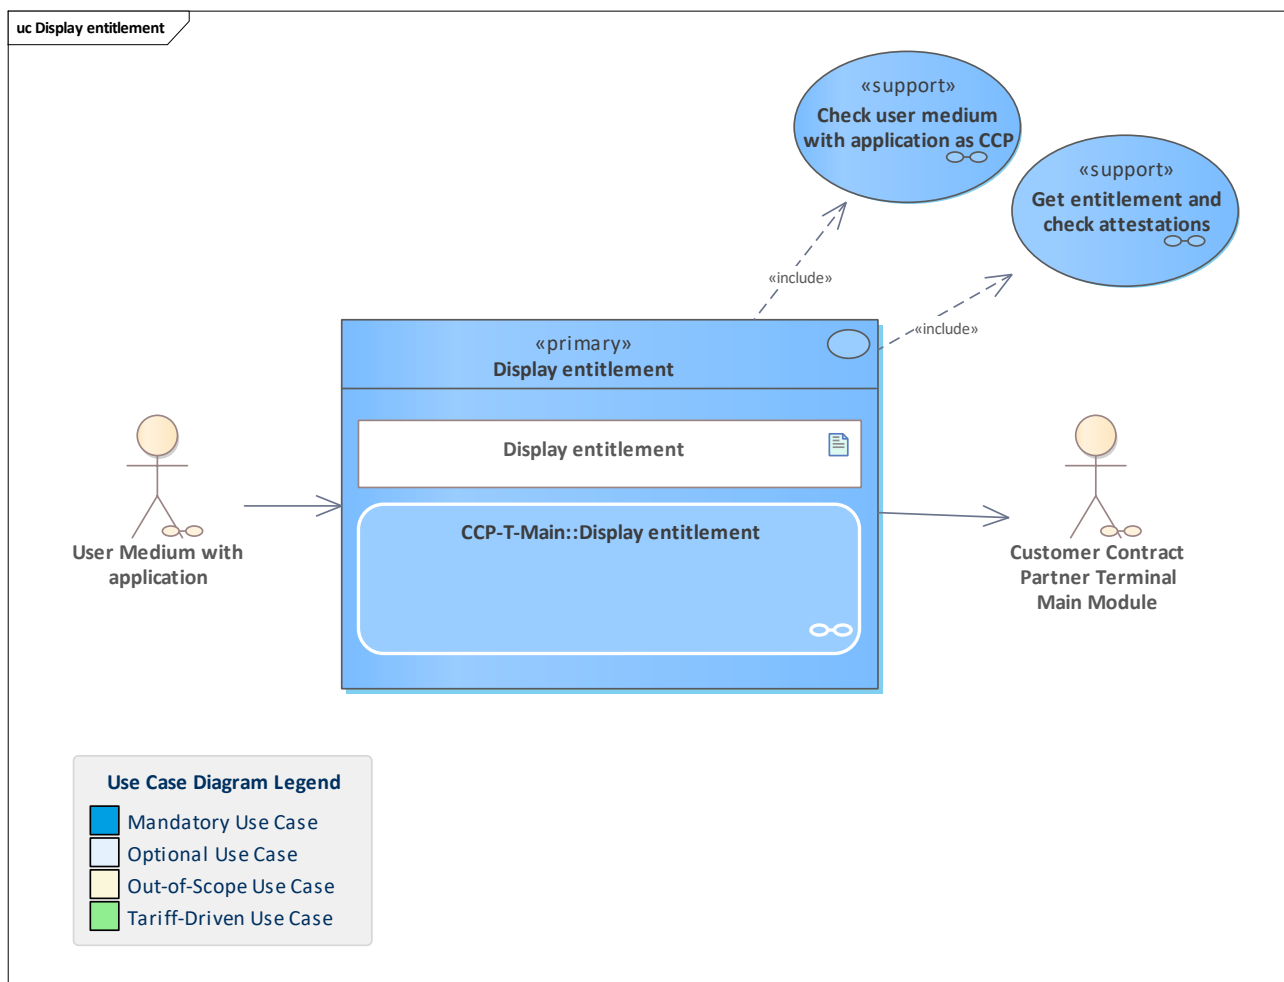 uc Display entitlement
«support»
Check user medium
with application as CCP
«support»
Get entitlement and
check attestations
«include»
«include»
«primary»
Display entitlement
Display entitlement
CCP-T-Main::Display entitlement
User Medium with
application
Customer Contract
Partner Terminal
Main Module
Use Case Diagram Legend
Mandatory Use Case
Optional Use Case
Out-of-Scope Use Case
Tariff-Driven Use Case